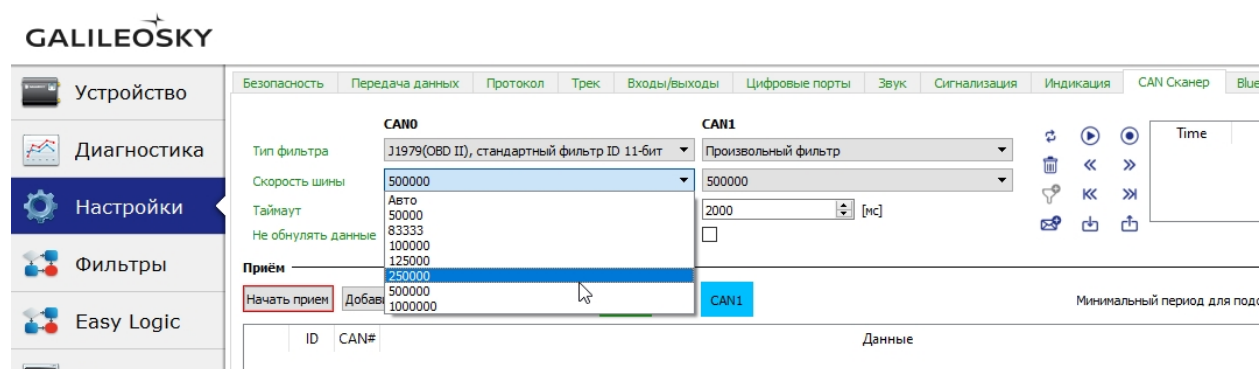 GALILEOSKY
Устройство
Диагностика
Настройки
Фильтры
Easy Logic
Безопасность Передача данных Протокол Трек Входы/выходы Цифровые порты Звук Сигнализация Индикация CAN Сканер
CAN0 CAN1
Тип фильтра J1979(OBD II), стандартный фильтр ID 11-бит Произвольный фильтр
Скорость шины 500000 500000
Авто
50000
83333
100000
125000
250000
500000
1000000
Таймаут 2000 [мс]
Не обнулять данные
Приём
Начать прием CAN1 Минимальный период для
ID CAN# Данные
Time